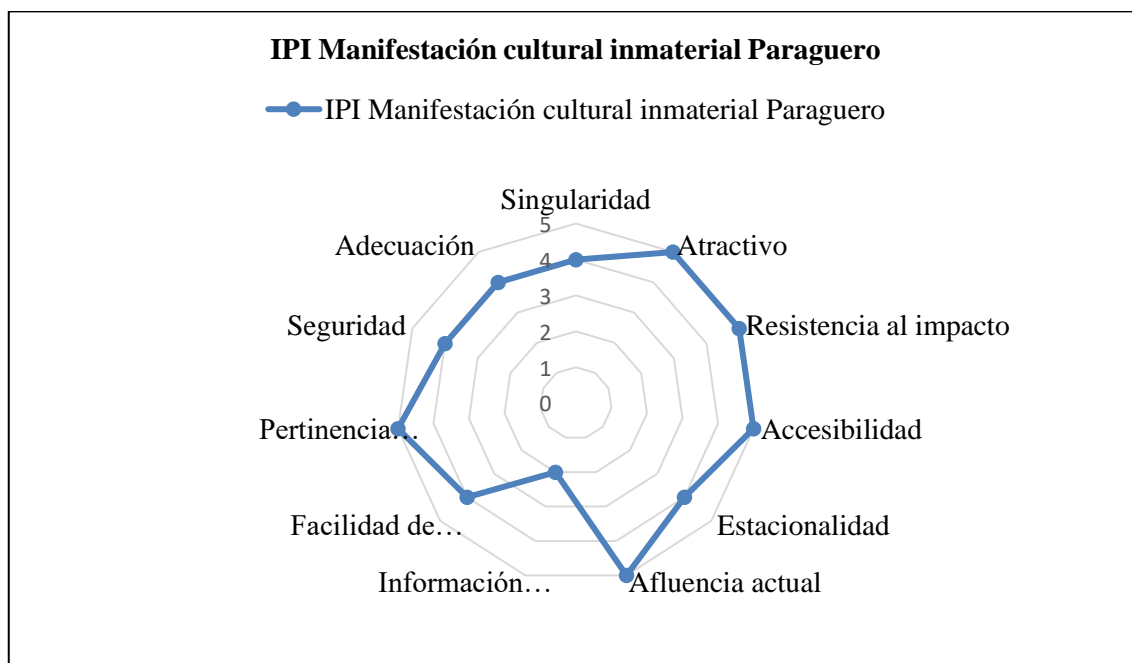 IPI Manifestación cultural inmaterial Paraguero
IPI Manifestación cultural inmaterial Paraguero
Singularidad
5
Adecuación
Atractivo
4
3
Seguridad
Resistencia al impacto
2
1
0
Pertinencia…
Accesibilidad
Facilidad de…
Estacionalidad
Información…
Afluencia actual